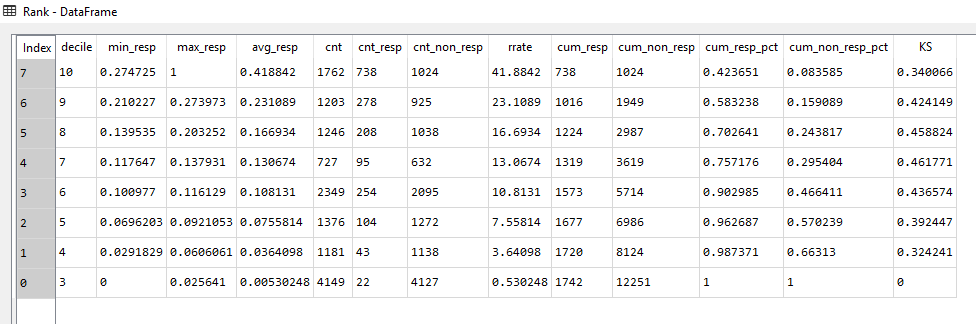 Rank - DataFrame
Index decile min_resp max_resp avg_resp cnt cnt_resp cnt_non_resp rrate cum_resp cum_non_resp cum_resp_pct cum_non_resp_pct KS
7 10 0.274725 1 0.418842 1762 738 1024 41.8842 738 1024 0.423651 0.083585 0.340066
6 9 0.210227 0.273973 0.231089 1203 278 925 23.1089 1016 1949 0.583238 0.159089 0.424149
5 8 0.139535 0.203252 0.166934 1246 208 1038 16.6934 1224 2987 0.702641 0.243817 0.458824
4 7 0.117647 0.137931 0.130674 727 95 632 13.0674 1319 3619 0.757176 0.295404 0.461771
3 6 0.100977 0.116129 0.108131 2349 254 2095 10.8131 1573 5714 0.902985 0.466411 0.436574
2 5 0.0696203 0.0921053 0.0755814 1376 104 1272 7.55814 1677 6986 0.962687 0.570239 0.392447
1 4 0.0291829 0.0606061 0.0364098 1181 43 1138 3.64098 1720 8124 0.987371 0.66313 0.324241
0 3 0 0.025641 0.00530248 4149 22 4127 0.530248 1742 12251 1 1 0